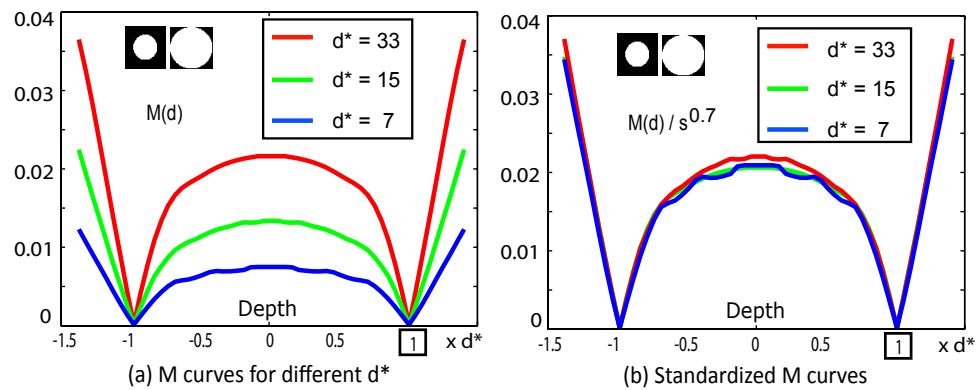 0.04
0.03
0.02
0.01
0
d* = 33
d* = 15
d* = 7
M(d)
Depth
-1.5
-1
-0.5
0
0.5
1
x d*
(a) M curves for different d*
0.04
0.03
0.02
0.01
0
d* = 33
d* = 15
d* = 7
M(d) / s^0.7
Depth
-1.5
-1
-0.5
0
0.5
1
x d*
(b) Standardized M curves